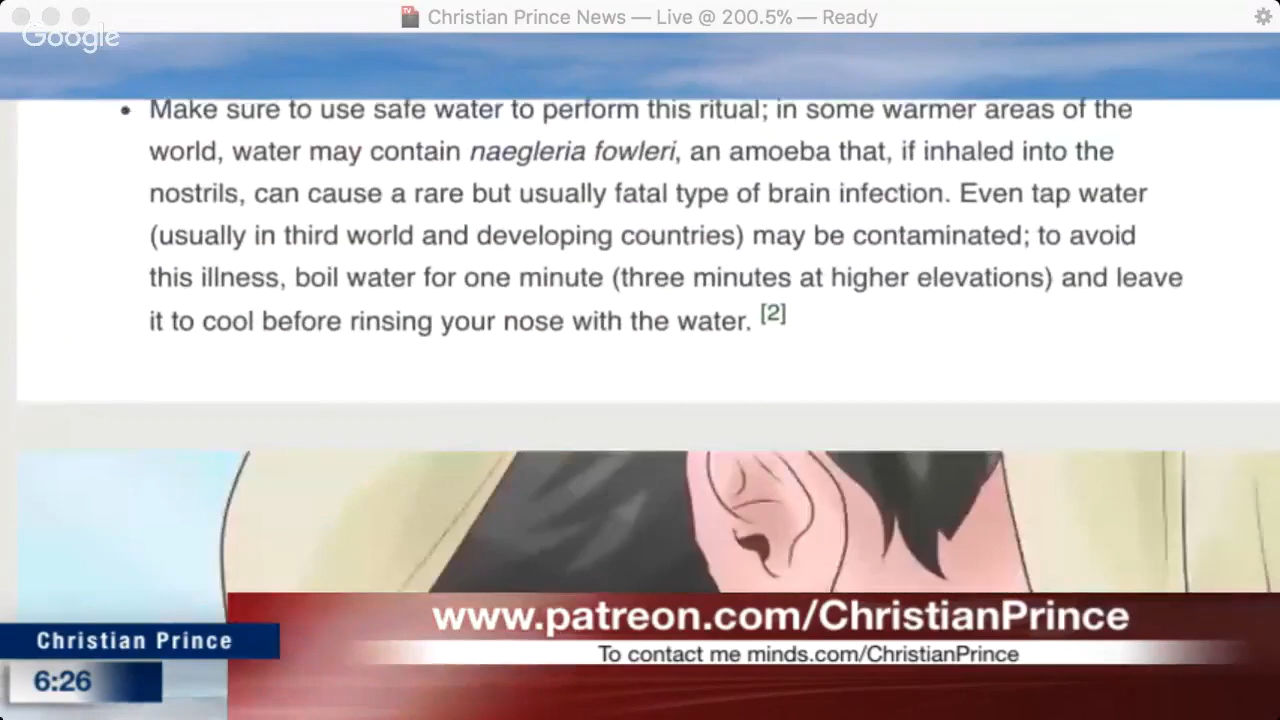 Christian Prince News — Live @ 200.5% — Ready
Google
• Make sure to use safe water to perform this ritual; in some warmer areas of the
world, water may contain naegleria fowleri, an amoeba that, if inhaled into the
nostrils, can cause a rare but usually fatal type of brain infection. Even tap water
(usually in third world and developing countries) may be contaminated; to avoid
this illness, boil water for one minute (three minutes at higher elevations) and leave
it to cool before rinsing your nose with the water. [2]
www.patreon.com/ChristianPrince
Christian Prince
To contact me minds.com/ChristianPrince
6:26